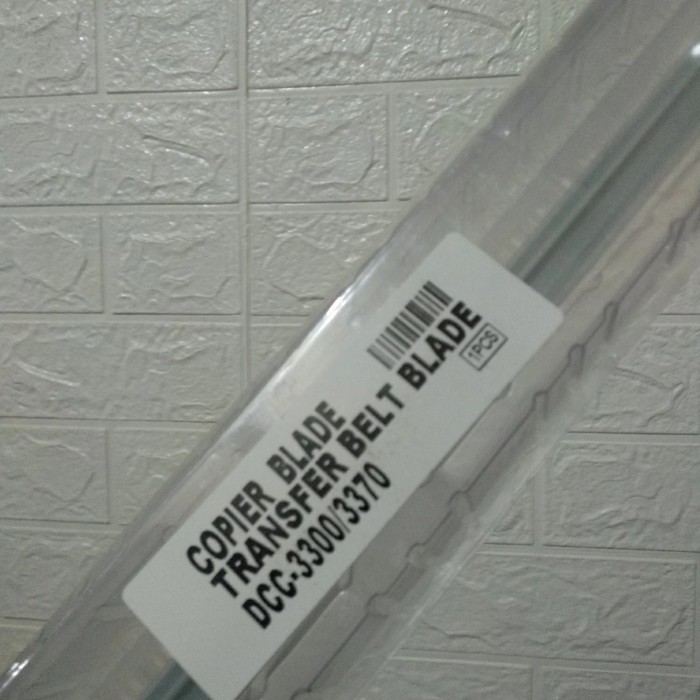 COPIER BLADE
TRANSFER BELT BLADE
DCC-3300/3370
1PCS